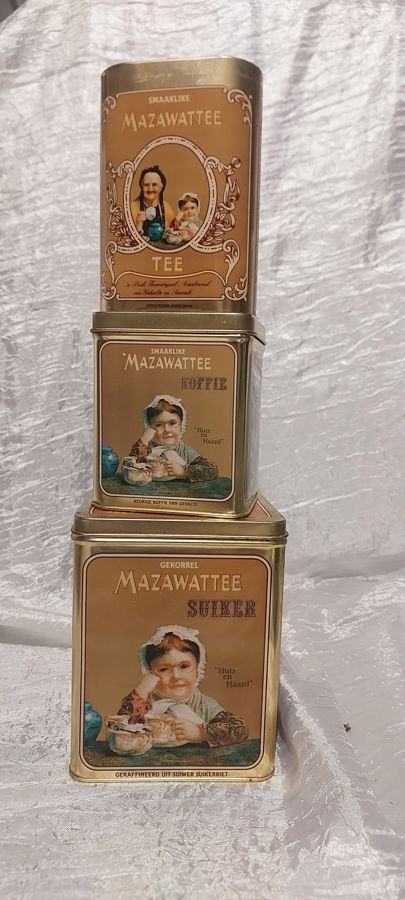 SMAAKLIKE
MAZAWATTEE
TEE
SMAAKLIKE
MAZAWATTEE
KOFFIE
"Huis
en
Haard"
KEURIGE KOFFIE VAN GEHALTE
GEKORREL
MAZAWATTEE
SUIKER
"Huis
en
Haard"
GERAFFINEERD UIT SUIWER SUIKERRIET